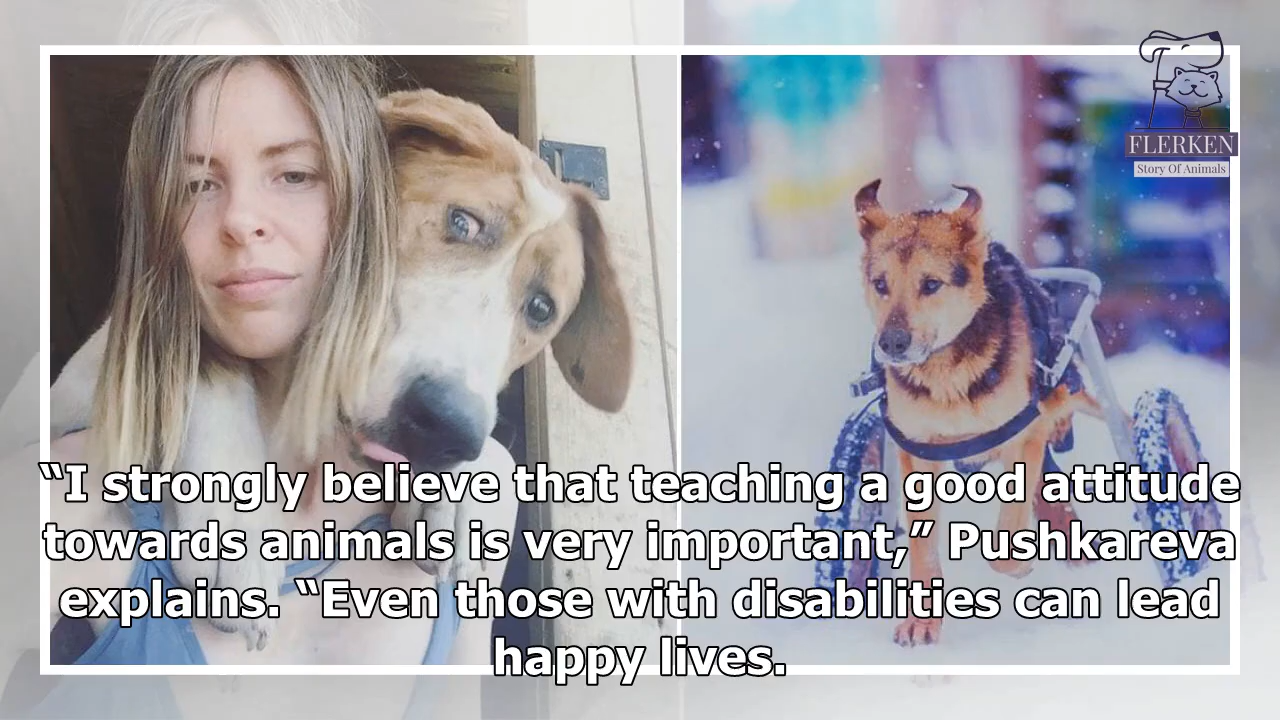 FLERKEN
Story Of Animals
“I strongly believe that teaching a good attitude
towards animals is very important,” Pushkareva
explains. “Even those with disabilities can lead
happy lives.